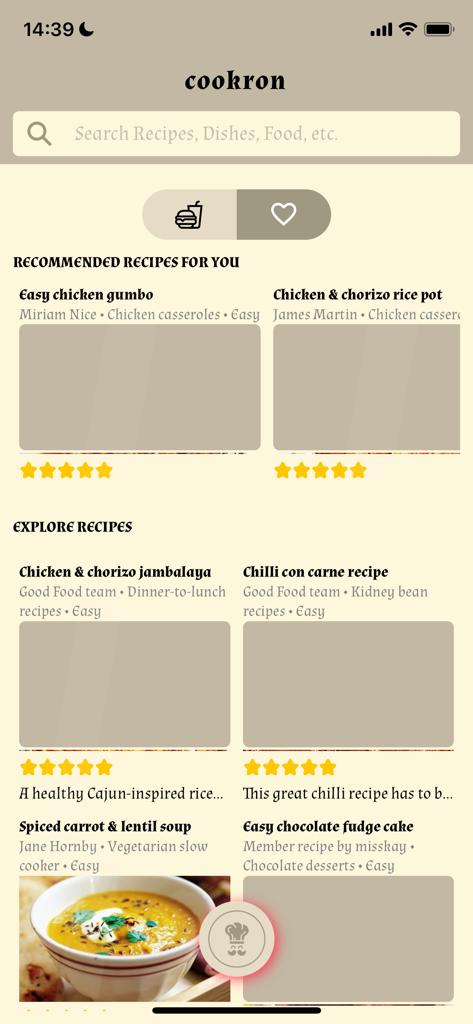 14:39
cookron
Search Recipes, Dishes, Food, etc.
RECOMMENDED RECIPES FOR YOU
Easy chicken gumbo
Miriam Nice • Chicken casseroles • Easy
Chicken & chorizo rice pot
James Martin • Chicken cassero
EXPLORE RECIPES
Chicken & chorizo jambalaya
Good Food team • Dinner-to-lunch
recipes • Easy
A healthy Cajun-inspired rice...
Chilli con carne recipe
Good Food team • Kidney bean
recipes • Easy
This great chilli recipe has to b...
Spiced carrot & lentil soup
Jane Hornby • Vegetarian slow
cooker • Easy
Easy chocolate fudge cake
Member recipe by misskay •
Chocolate desserts • Easy